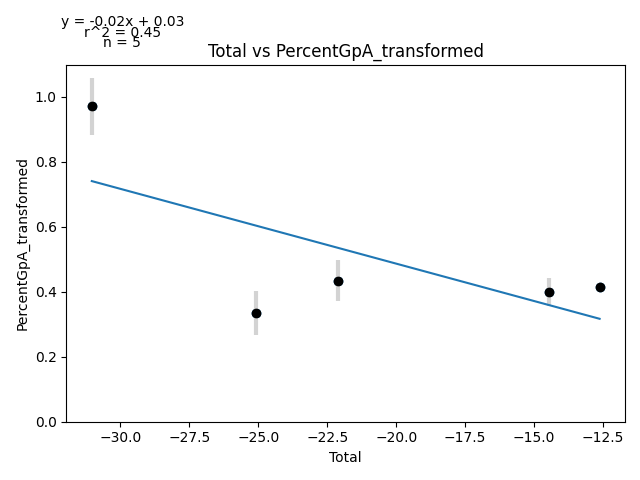 y = -0.02x + 0.03
r^2 = 0.45
n = 5
Total vs PercentGpA_transformed
PercentGpA_transformed
1.0
0.8
0.6
0.4
0.2
0.0
−30.0 −27.5 −25.0 −22.5 −20.0 −17.5 −15.0 −12.5
Total